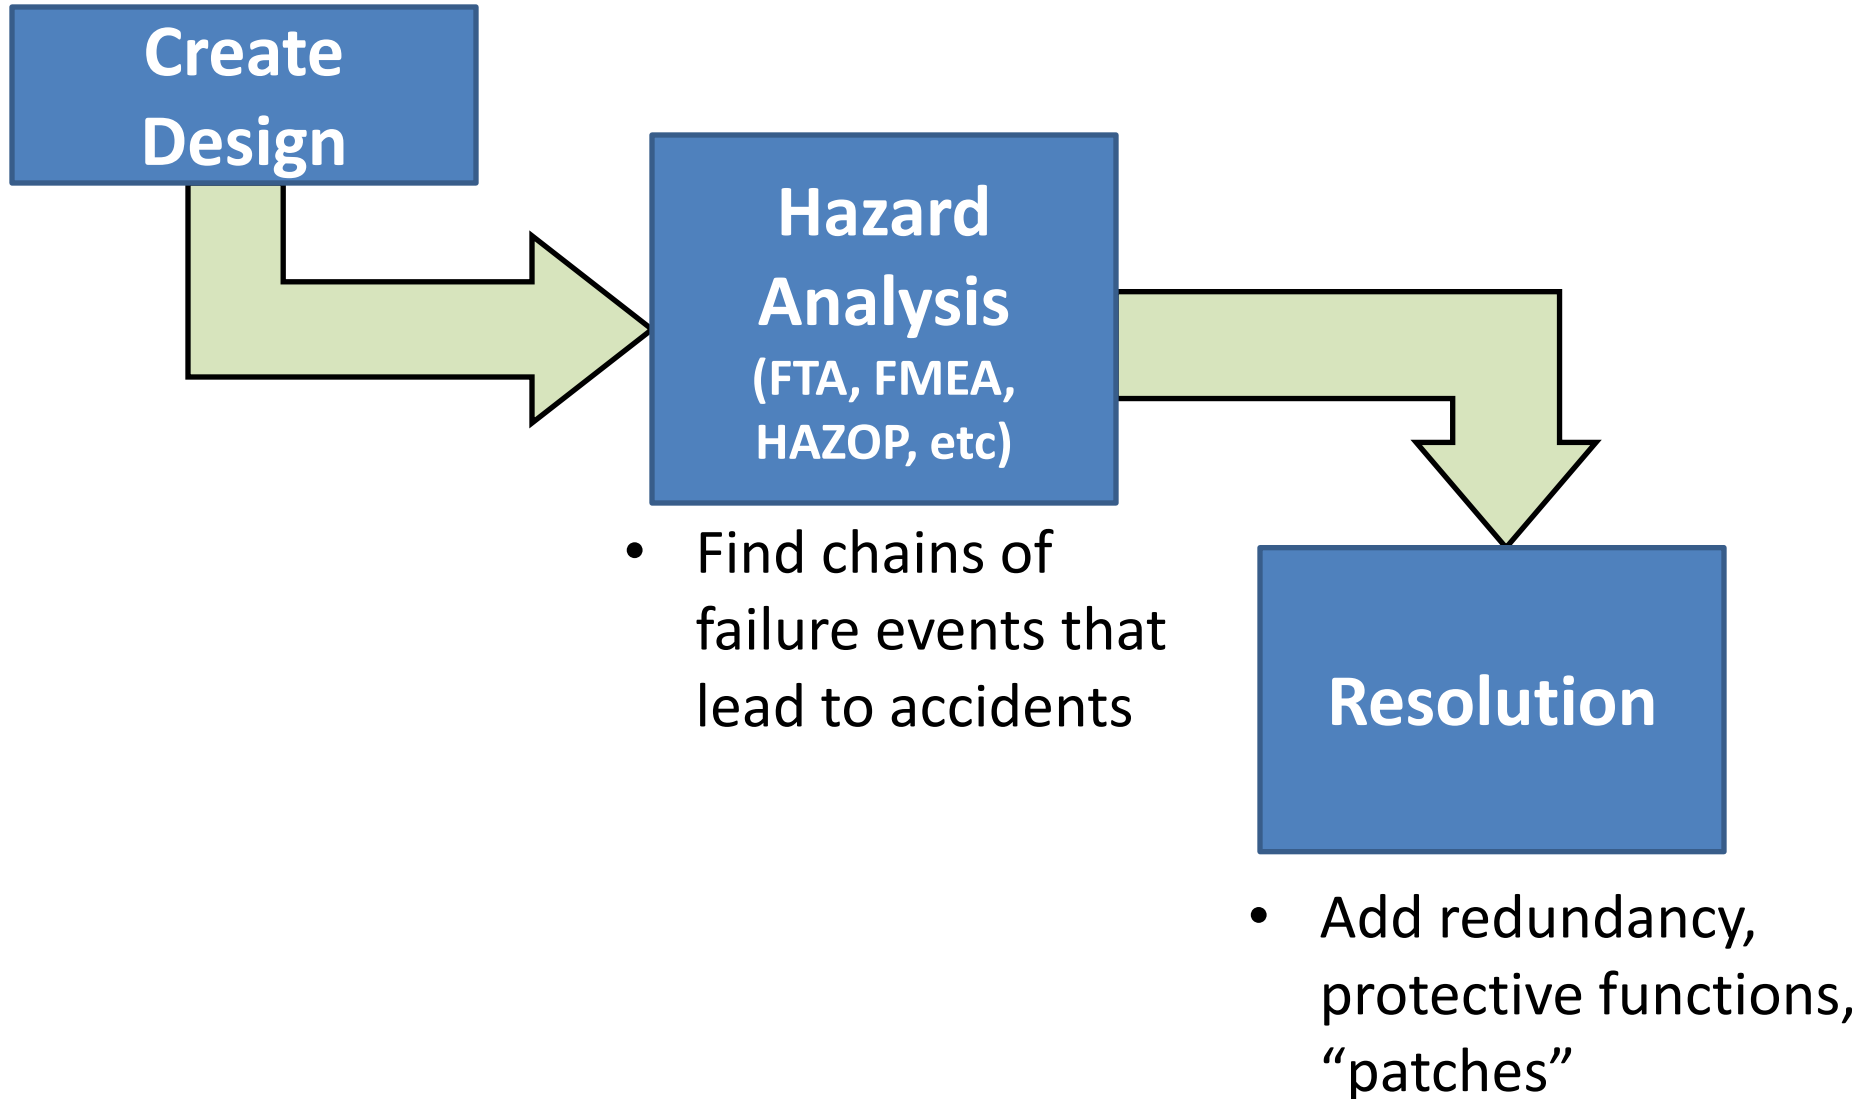 Create
Design
Hazard
Analysis
(FTA, FMEA,
HAZOP, etc)
• Find chains of
failure events that
lead to accidents
Resolution
• Add redundancy,
protective functions,
“patches”